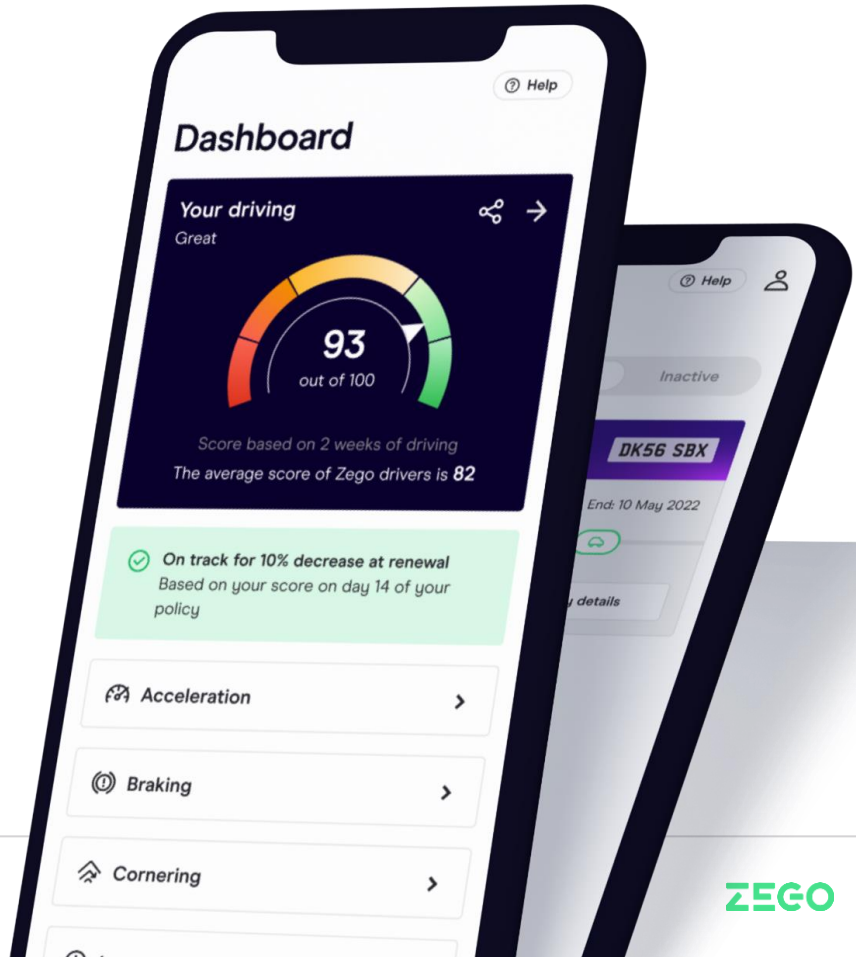 Help
Dashboard
Your driving
Great
93
out of 100
Score based on 2 weeks of driving
The average score of Zego drivers is 82
On track for 10% decrease at renewal
Based on your score on day 14 of your
policy
Acceleration
Braking
Cornering
Help
Inactive
DK56 SBX
End: 10 May 2022
details
ZEGO